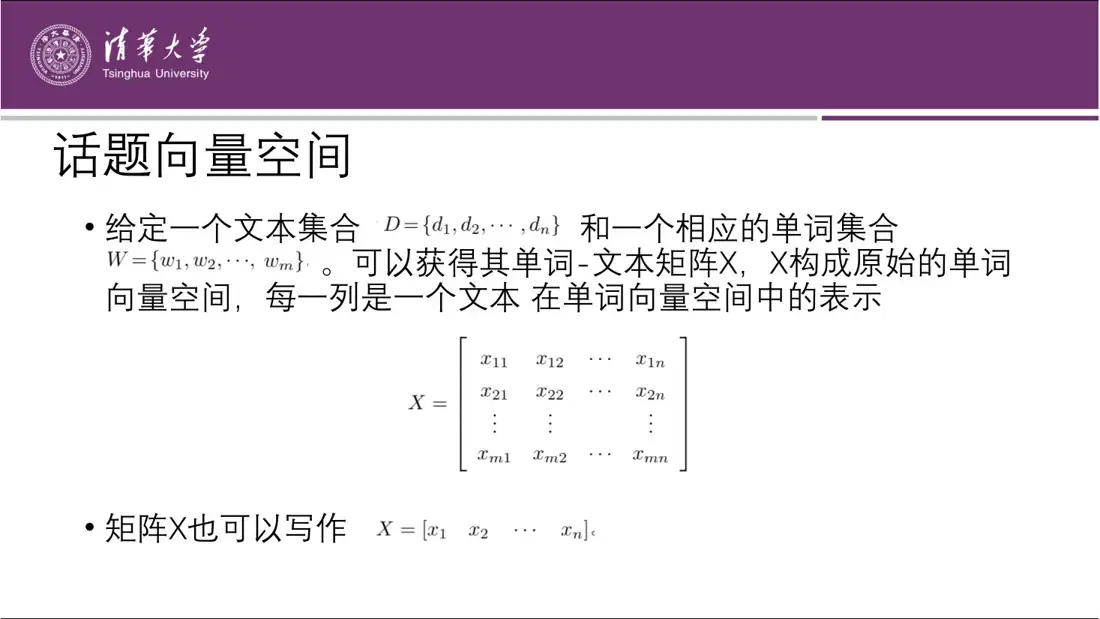 清华大学
Tsinghua University
话题向量空间
• 给定一个文本集合 D={d₁,d₂,⋯,dₙ} 和一个相应的单词集合
W={w₁,w₂,⋯, wₘ}. 。可以获得其单词-文本矩阵X，X构成原始的单词
向量空间，每一列是一个文本 在单词向量空间中的表示
x₁₁ x₁₂ ⋯ x₁ₙ
x₂₁ x₂₂ ⋯ x₂ₙ
X =
⋮ ⋮ ⋮
xₘ₁ xₘ₂ ⋯ xₘₙ
• 矩阵X也可以写作 X = [x₁ x₂ ⋯ xₙ]。